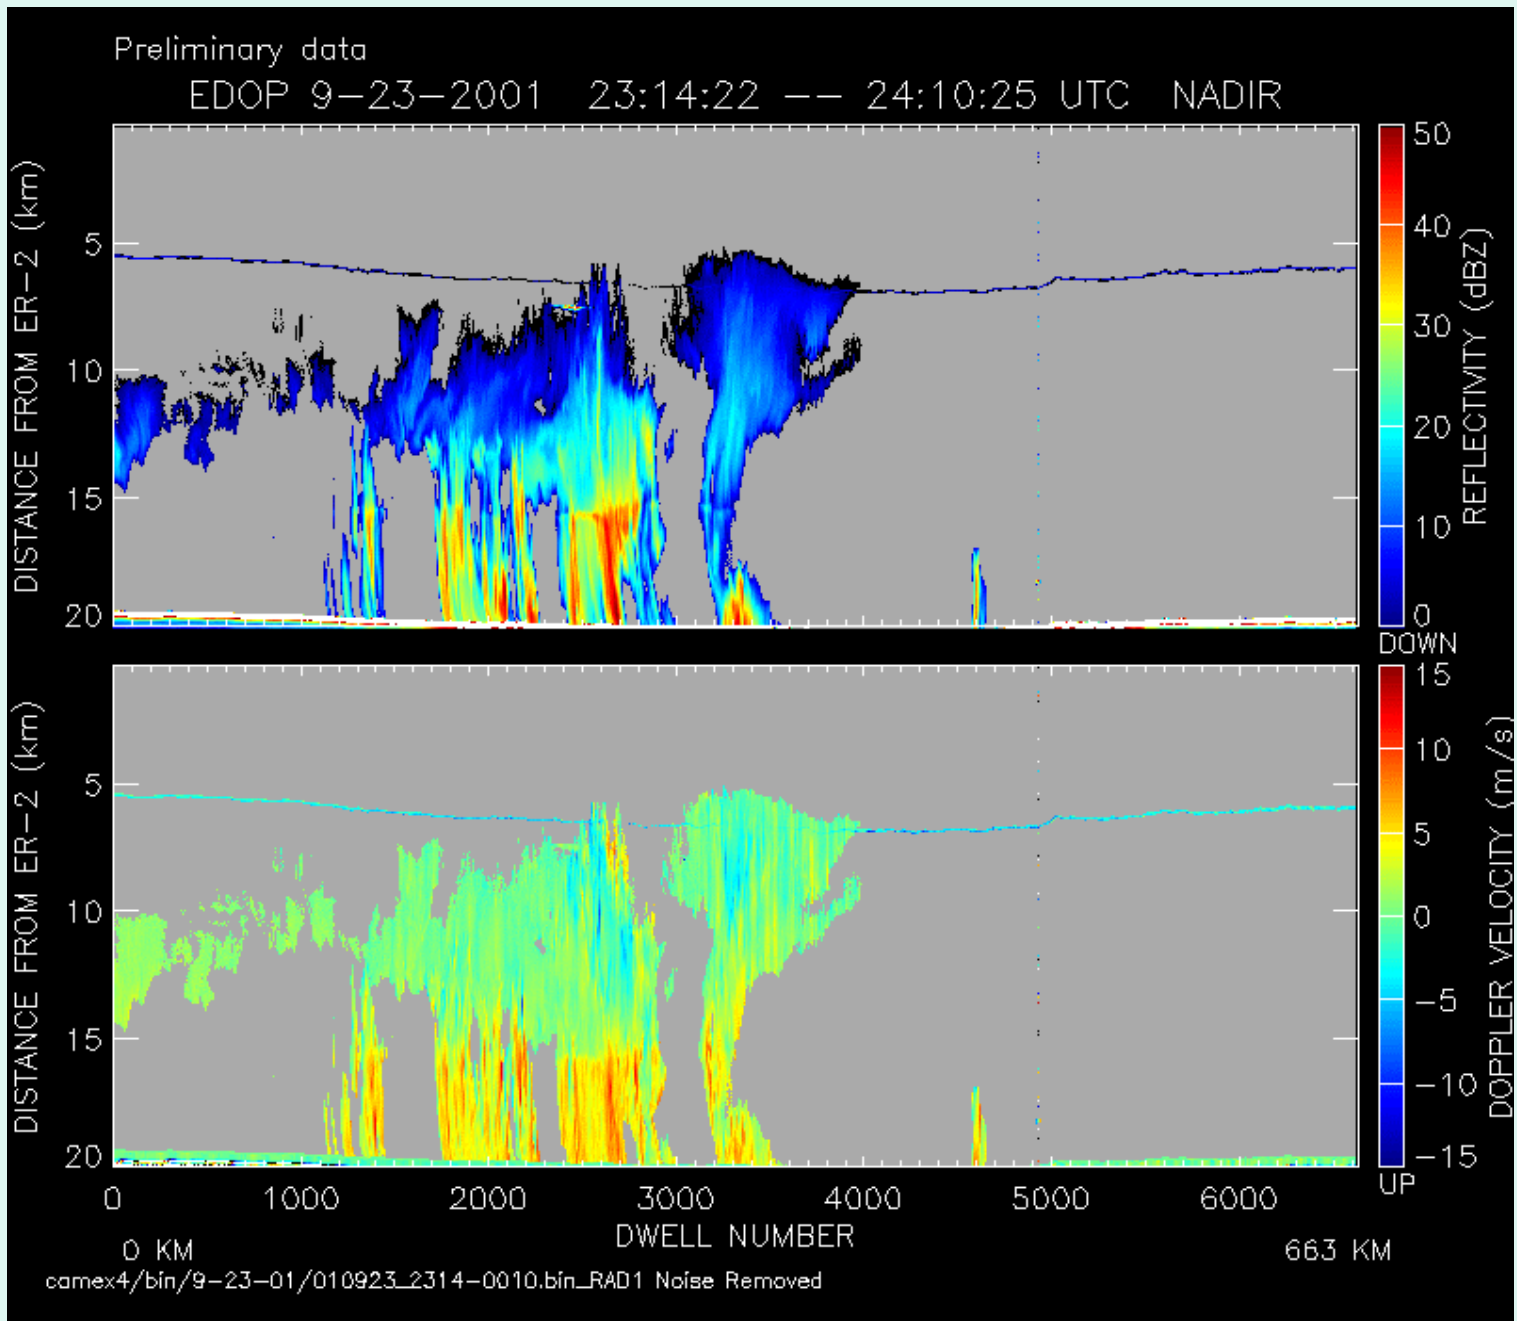 Preliminary data
EDOP 9-23-2001 23:14:22 -- 24:10:25 UTC NADIR
DISTANCE FROM ER-2 (km)
5
10
15
20
50
40
30
20
10
0
REFLECTIVITY (dBZ)
DOWN
DISTANCE FROM ER-2 (km)
5
10
15
20
15
10
5
0
-5
-10
-15
UP
DOPPLER VELOCITY (m/s)
0 1000 2000 3000 4000 5000 6000
DWELL NUMBER
0 KM 663 KM
camex4/bin/9-23-01/010923_2314-0010.bin_RAD1 Noise Removed